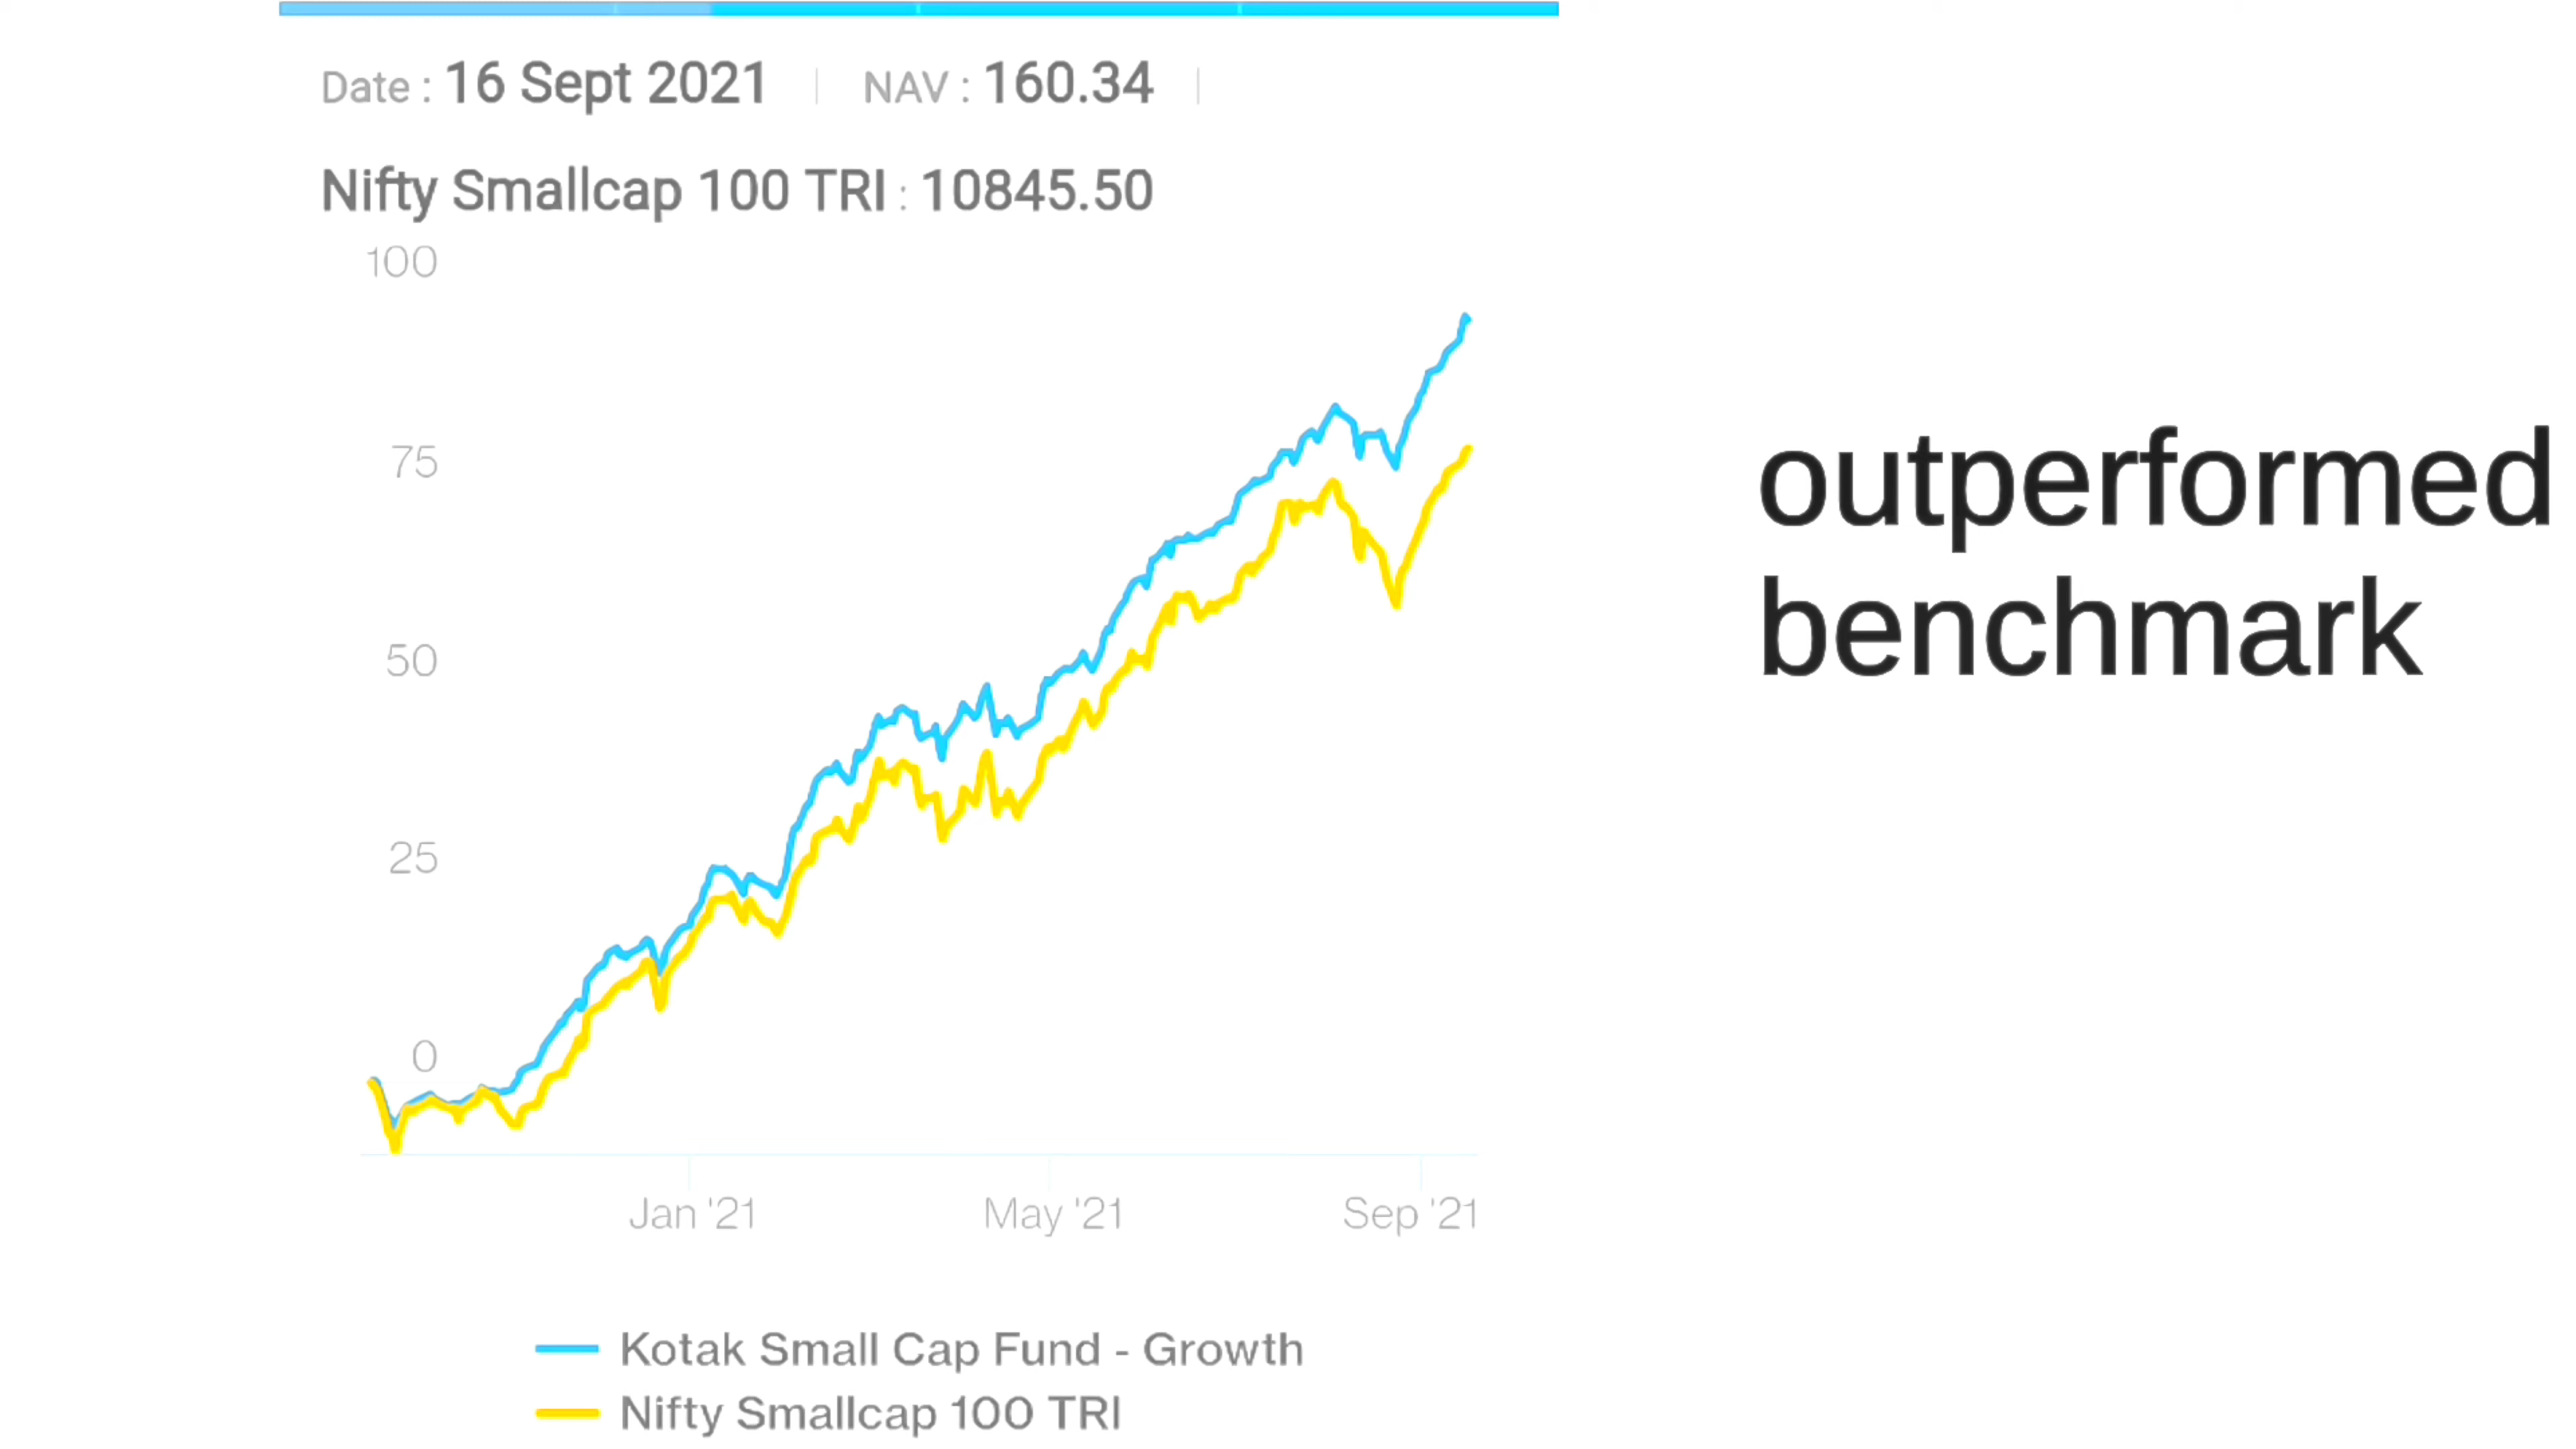 Date : 16 Sept 2021 | NAV : 160.34 |
Nifty Smallcap 100 TRI : 10845.50
100
75
50
25
0
Jan '21 May '21 Sep '21
Kotak Small Cap Fund - Growth
Nifty Smallcap 100 TRI
outperformed
benchmark